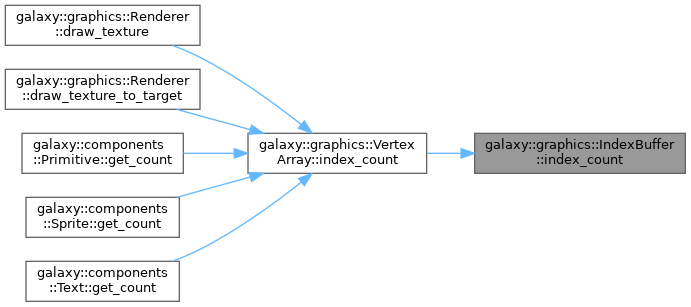 galaxy::graphics::Renderer
::draw_texture
galaxy::graphics::Renderer
::draw_texture_to_target
galaxy::components
::Primitive::get_count
galaxy::components
::Sprite::get_count
galaxy::components
::Text::get_count
galaxy::graphics::Vertex
Array::index_count
galaxy::graphics::IndexBuffer
::index_count